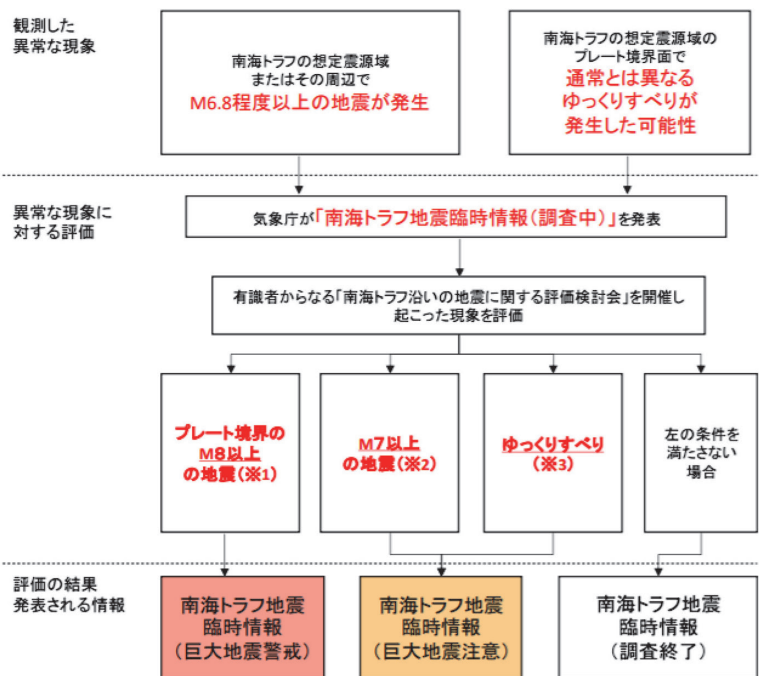 観測した
異常な現象
南海トラフの想定震源域
またはその周辺で
M6.8程度以上の地震が発生
南海トラフの想定震源域の
プレート境界面で
通常とは異なる
ゆっくりすべりが
発生した可能性
異常な現象に
対する評価
気象庁が「南海トラフ地震臨時情報(調査中)」を発表
有識者からなる「南海トラフ沿いの地震に関する評価検討会」を開催し
起こった現象を評価
プレート境界の
M8以上
の地震(※1)
M7以上
の地震(※2)
ゆっくりすべり
(※3)
左の条件を
満たさない
場合
評価の結果
発表される情報
南海トラフ地震
臨時情報
(巨大地震警戒)
南海トラフ地震
臨時情報
(巨大地震注意)
南海トラフ地震
臨時情報
(調査終了)